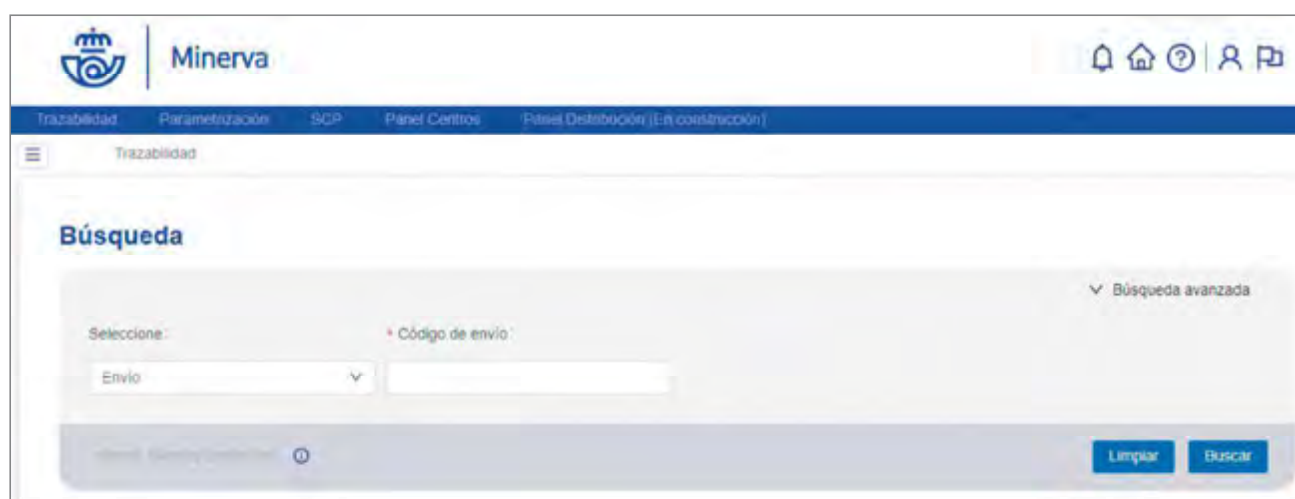 Minerva
Trazabilidad Parametrización SCP Panel Centros Panel Distribución (En construcción)
Trazabilidad
Búsqueda
Búsqueda avanzada
Seleccione: * Código de envío:
Envío
Limpiar Buscar